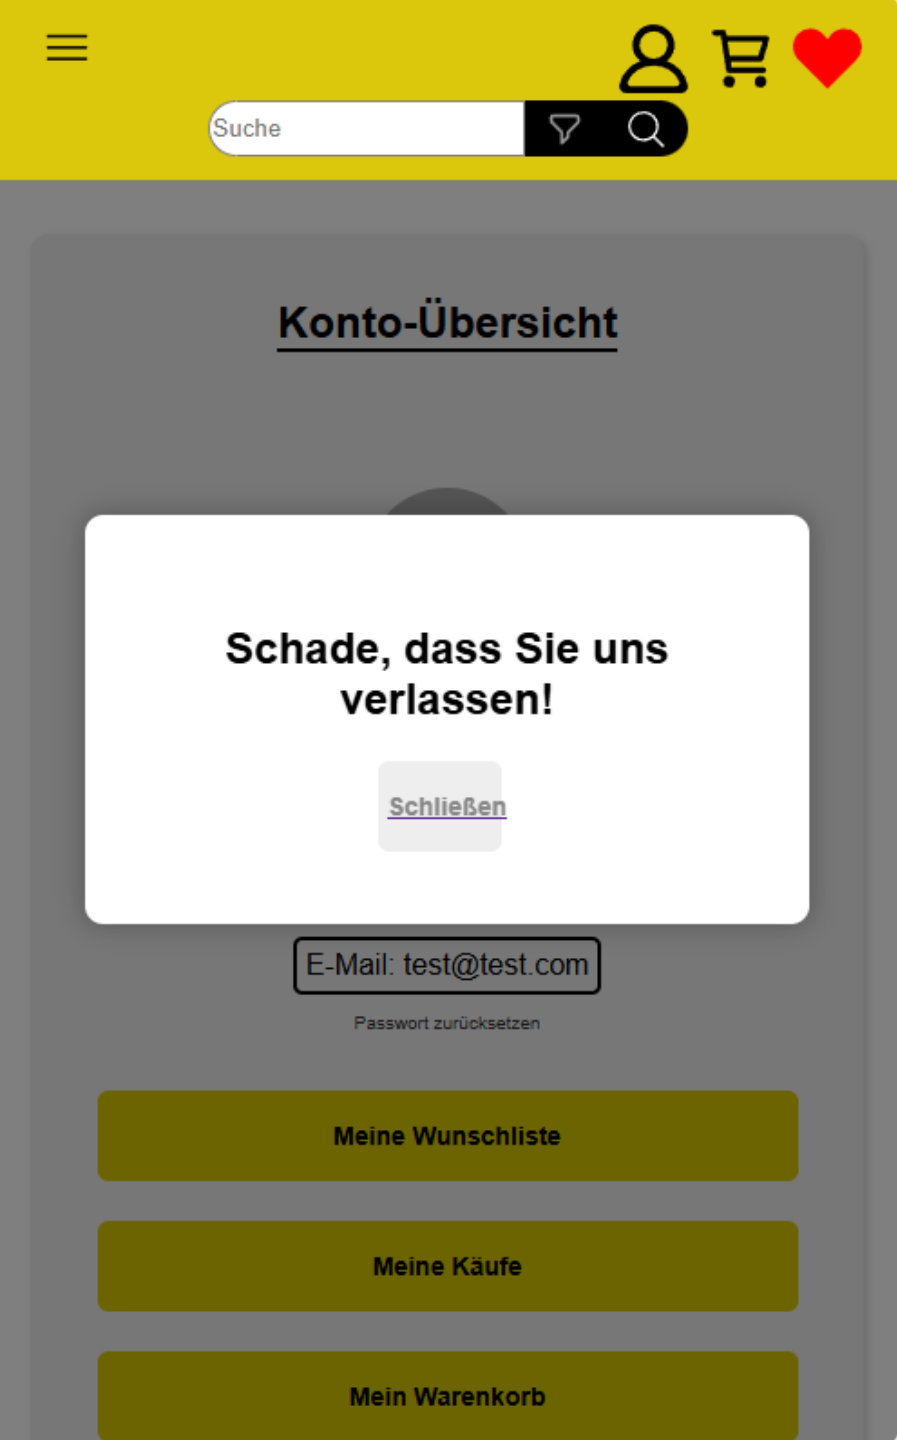 Suche
Konto-Übersicht
Schade, dass Sie uns
verlassen!
Schließen
E-Mail: test@test.com
Passwort zurücksetzen
Meine Wunschliste
Meine Käufe
Mein Warenkorb